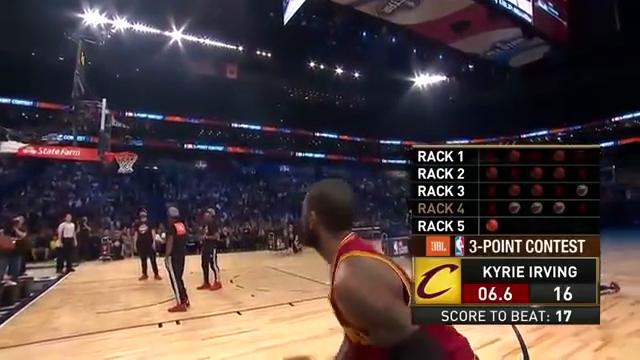 State Farm
RACK 1
RACK 2
RACK 3
RACK 4
RACK 5
JBL 3-POINT CONTEST
C KYRIE IRVING
06.6 16
SCORE TO BEAT: 17